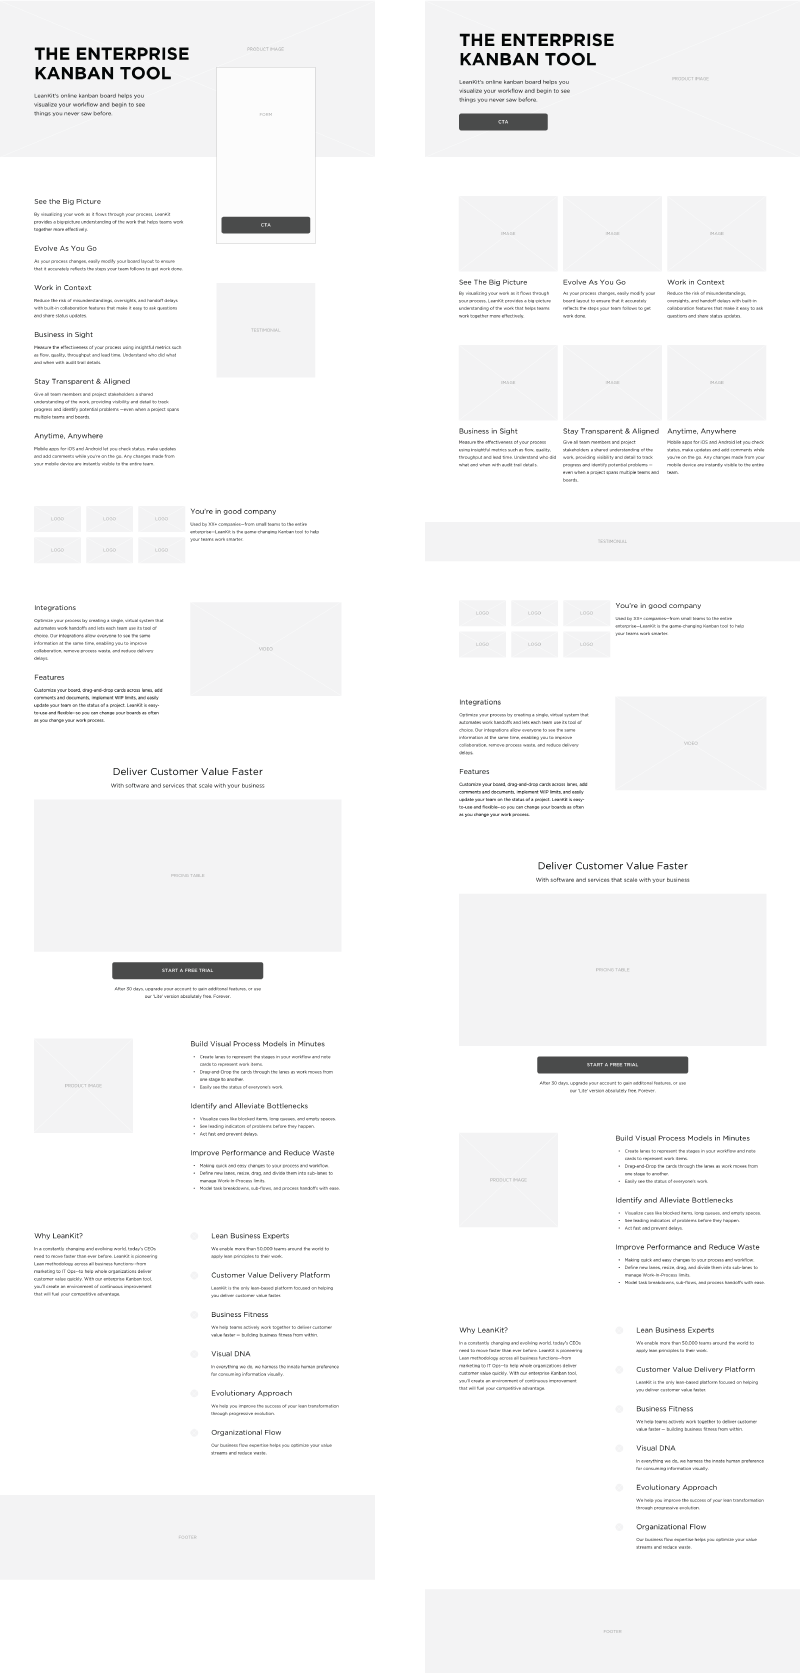 THE ENTERPRISE
KANBAN TOOL
LeanKit's online kanban board helps you
visualize your workflow and begin to see
things you never saw before.
PRODUCT IMAGE
FORM
CTA
See the Big Picture
By visualizing your work as it flows through your process. LeanKit
provides a big picture understanding of the work that helps teams work
together more effectively.
Evolve As You Go
As your process changes, easily modify your board layout to ensure
that it accurately reflects the steps your team follows to get work done.
Work in Context
Reduce the risk of misunderstandings, oversights, and handoff delays
with built-in collaboration features that make it easy to ask questions
and share status updates.
Business in Sight
Measure the effectiveness of your process using insightful metrics such
as flow, quality, throughput and lead time. Understand who did what
and when with audit trail details.
Stay Transparent & Aligned
Give all team members and project stakeholders a shared
understanding of the work, providing visibility and detail to track
progress and identify potential problems —even when a project spans
multiple teams and boards.
Anytime, Anywhere
Mobile apps for iOS and Android let you check status, make updates
and add comments while you're on the go. Any changes made from
your mobile device are instantly visible to the entire team.
TESTIMONIAL
LOGO
LOGO
LOGO
LOGO
LOGO
LOGO
You're in good company
Used by XX+ companies—from small teams to the entire
enterprise—LeanKit is the game-changing Kanban tool to help
your teams work smarter.
Integrations
Optimize your process by creating a single, virtual system that
automates work handoffs and lets each team use its tool of
choice. Our integrations allow everyone to see the same
information at the same time, enabling you to improve
collaboration, remove process waste, and reduce delivery
delays.
Features
Customize your board, drag-and-drop cards across lanes, add
comments and documents, implement WIP limits, and easily
update your team on the status of a project. LeanKit is easy-
to-use and flexible–so you can change your boards as often
as you change your work process.
VIDEO
Deliver Customer Value Faster
With software and services that scale with your business
PRICING TABLE
START A FREE TRIAL
After 30 days, upgrade your account to gain additional features, or use
our 'Lite' version absolutely free. Forever.
PRODUCT IMAGE
Build Visual Process Models in Minutes
• Create lanes to represent the stages in your workflow and note
cards to represent work items.
• Drag-and-Drop the cards through the lanes as work moves from
one stage to another.
• Easily see the status of everyone's work.
Identify and Alleviate Bottlenecks
• Visualize cues like blocked items, long queues, and empty spaces.
• See leading indicators of problems before they happen.
• Act fast and prevent delays.
Improve Performance and Reduce Waste
• Making quick and easy changes to your process and workflow.
• Define new lanes, resize, drag, and divide them into sub-lanes to
manage Work-In-Process limits.
• Model task breakdowns, sub-flows, and process handoffs with ease.
Why LeanKit?
In a constantly changing and evolving world, today's CEOs
need to move faster than ever before. LeanKit is pioneering
Lean methodology across all business functions—from
marketing to IT Ops—to help whole organizations deliver
customer value quickly. With our enterprise Kanban tool,
you'll create an environment of continuous improvement
that will fuel your competitive advantage.
Lean Business Experts
We enable more than 50,000 teams around the world to
apply lean principles to their work.
Customer Value Delivery Platform
LeanKit is the only lean-based platform focused on helping
you deliver customer value faster.
Business Fitness
We help teams actively work together to deliver customer
value faster — building business fitness from within.
Visual DNA
In everything we do, we harness the innate human preference
for consuming information visually.
Evolutionary Approach
We help you improve the success of your lean transformation
through progressive evolution.
Organizational Flow
Our business flow expertise helps you optimize your value
streams and reduce waste.
FOOTER
THE ENTERPRISE
KANBAN TOOL
LeanKit's online kanban board helps you
visualize your workflow and begin to see
things you never saw before.
CTA
PRODUCT IMAGE
IMAGE
IMAGE
IMAGE
See The Big Picture
By visualizing your work as it flows through
your process. LeanKit provides a big picture
understanding of the work that helps teams
work together more effectively.
Evolve As You Go
As your process changes, easily modify your
board layout to ensure that it accurately
reflects the steps your team follows to get
work done.
Work in Context
Reduce the risk of misunderstandings,
oversights, and handoff delays with built-in
collaboration features that make it easy to ask
questions and share status updates.
IMAGE
IMAGE
IMAGE
Business in Sight
Measure the effectiveness of your process
using insightful metrics such as flow, quality,
throughput and lead time. Understand who did
what and when with audit trail details.
Stay Transparent & Aligned
Give all team members and project
stakeholders a shared understanding of the
work, providing visibility and detail to track
progress and identify potential problems —
even when a project spans multiple teams and
boards.
Anytime, Anywhere
Mobile apps for iOS and Android let you check
status, make updates and add comments while
you're on the go. Any changes made from your
mobile device are instantly visible to the entire
team.
TESTIMONIAL
LOGO
LOGO
LOGO
LOGO
LOGO
LOGO
You're in good company
Used by XX+ companies—from small teams to the entire
enterprise—LeanKit is the game-changing Kanban tool to help
your teams work smarter.
Integrations
Optimize your process by creating a single, virtual system that
automates work handoffs and lets each team use its tool of
choice. Our integrations allow everyone to see the same
information at the same time, enabling you to improve
collaboration, remove process waste, and reduce delivery
delays.
Features
Customize your board, drag-and-drop cards across lanes, add
comments and documents, implement WIP limits, and easily
update your team on the status of a project. LeanKit is easy-
to-use and flexible–so you can change your boards as often
as you change your work process.
VIDEO
Deliver Customer Value Faster
With software and services that scale with your business
PRICING TABLE
START A FREE TRIAL
After 30 days, upgrade your account to gain additional features, or use
our 'Lite' version absolutely free. Forever.
PRODUCT IMAGE
Build Visual Process Models in Minutes
• Create lanes to represent the stages in your workflow and note
cards to represent work items.
• Drag-and-Drop the cards through the lanes as work moves from
one stage to another.
• Easily see the status of everyone's work.
Identify and Alleviate Bottlenecks
• Visualize cues like blocked items, long queues, and empty spaces.
• See leading indicators of problems before they happen.
• Act fast and prevent delays.
Improve Performance and Reduce Waste
• Making quick and easy changes to your process and workflow.
• Define new lanes, resize, drag, and divide them into sub-lanes to
manage Work-In-Process limits.
• Model task breakdowns, sub-flows, and process handoffs with ease.
Why LeanKit?
In a constantly changing and evolving world, today's CEOs
need to move faster than ever before. LeanKit is pioneering
Lean methodology across all business functions—from
marketing to IT Ops—to help whole organizations deliver
customer value quickly. With our enterprise Kanban tool,
you'll create an environment of continuous improvement
that will fuel your competitive advantage.
Lean Business Experts
We enable more than 50,000 teams around the world to
apply lean principles to their work.
Customer Value Delivery Platform
LeanKit is the only lean-based platform focused on helping
you deliver customer value faster.
Business Fitness
We help teams actively work together to deliver customer
value faster — building business fitness from within.
Visual DNA
In everything we do, we harness the innate human preference
for consuming information visually.
Evolutionary Approach
We help you improve the success of your lean transformation
through progressive evolution.
Organizational Flow
Our business flow expertise helps you optimize your value
streams and reduce waste.
FOOTER